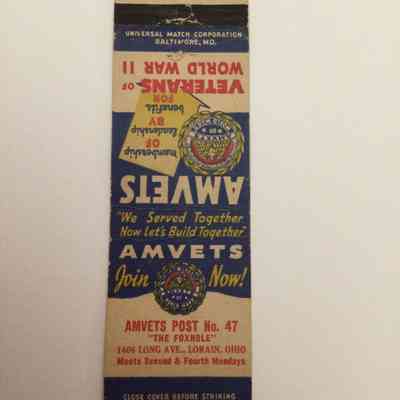 UNIVERSAL MATCH CORPORATION
BALTIMORE, MD.
AMVETS
membership
OF
leadership
BY
benefits
FOR
VETERANS OF
WORLD WAR II
"We Served Together
Now Let's Build Together"
AMVETS
Join Now!
AMVETS POST No. 47
"THE FOXHOLE"
1406 LONG AVE., LORAIN, OHIO
Meets Second & Fourth Mondays
CLOSE COVER BEFORE STRIKING